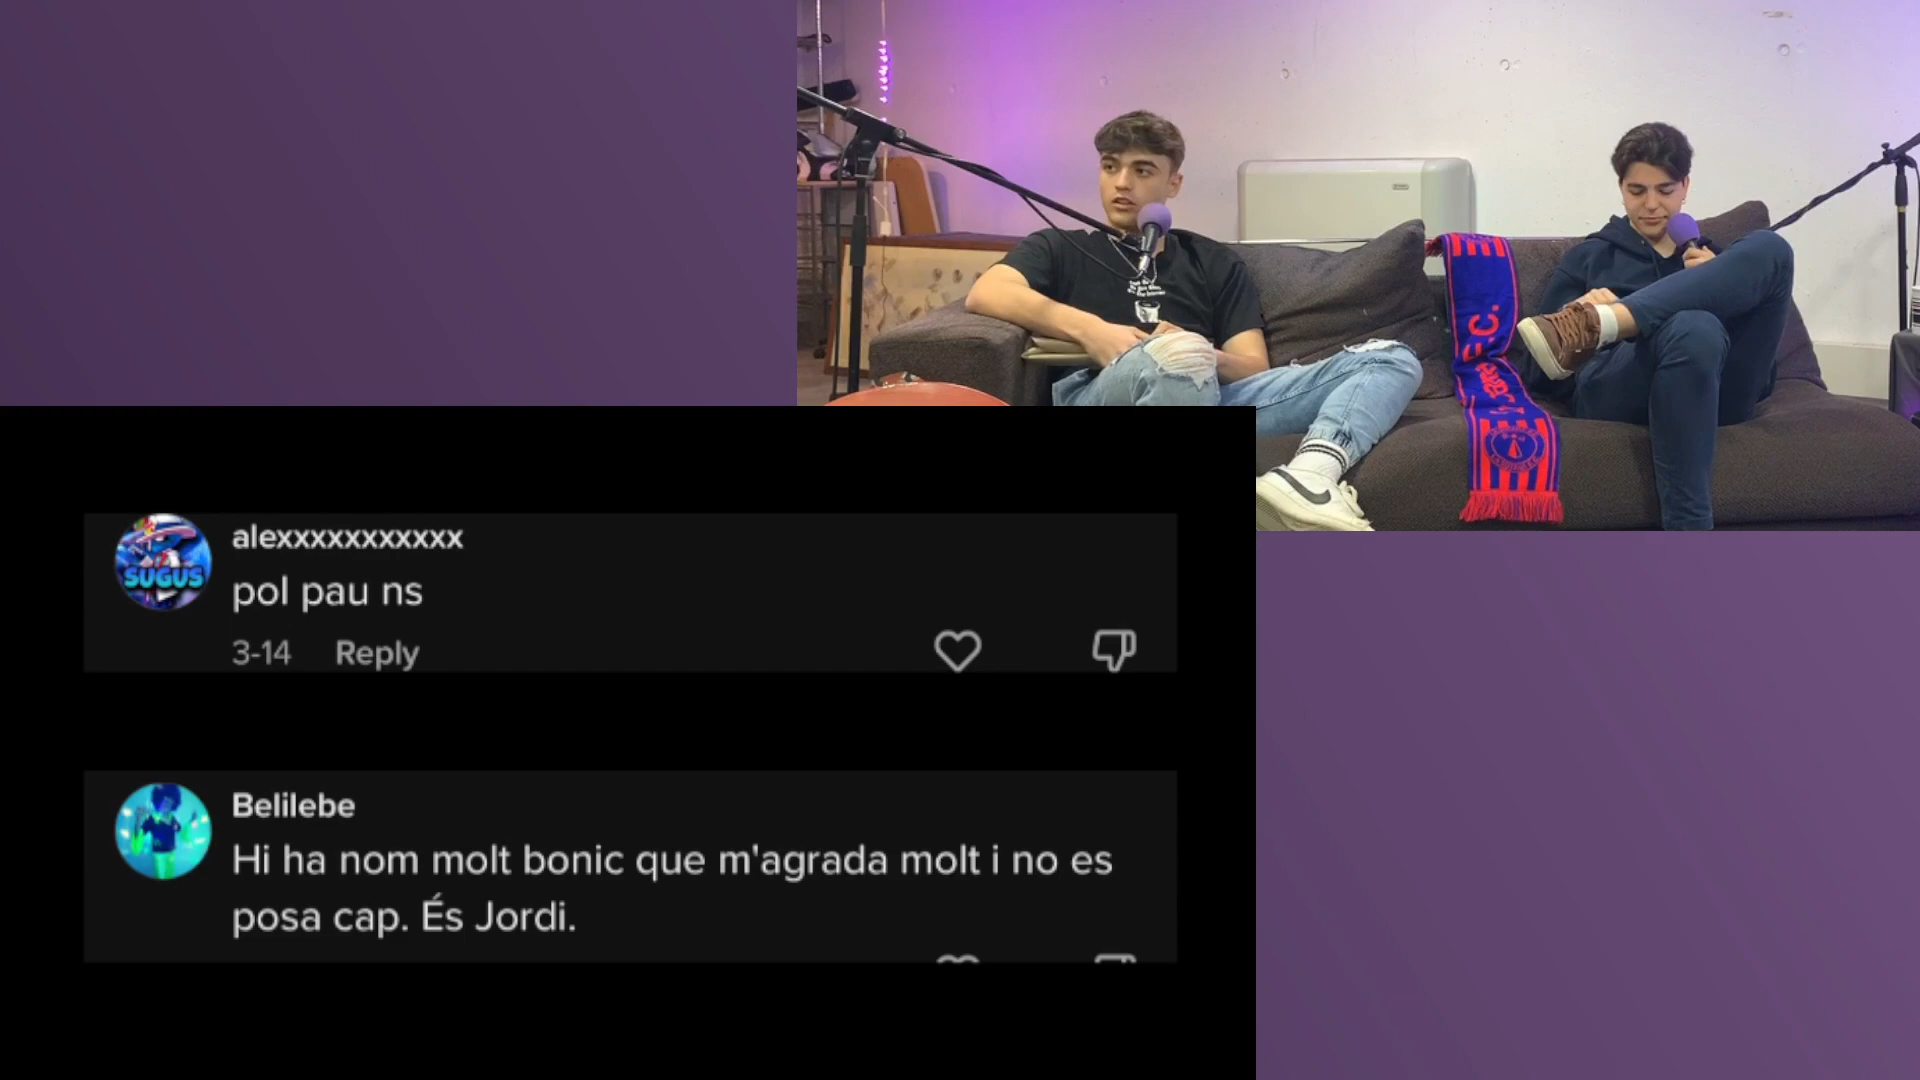 alexxxxxxxxxxx
pol pau ns
3-14 Reply
Belilebe
Hi ha nom molt bonic que m'agrada molt i no es
posa cap. És Jordi.
SUGUS
F.C.